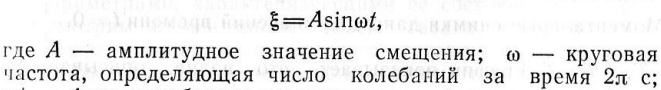 ξ=Asinωt,
где A — амплитудное значение смещения; ω — круговая
частота, определяющая число колебаний за время 2π с;